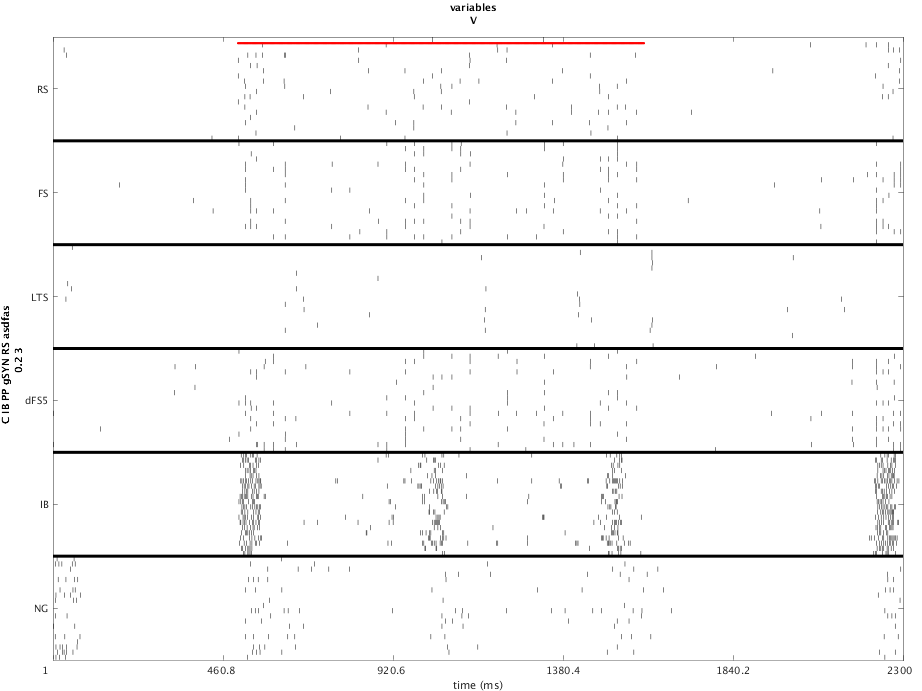 variables
V
RS
FS
LTS
dFS5
IB
NG
C IB PP gSYN RS asdfas
0.2 3
1
460.8
920.6
1380.4
1840.2
2300
time (ms)